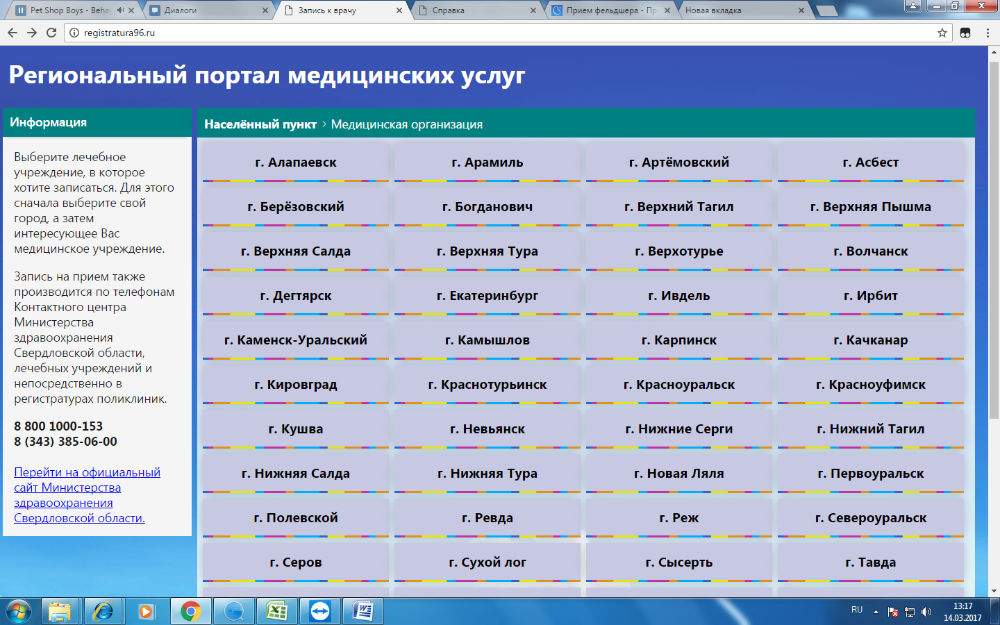 Pet Shop Boys - Beha
Диалоги
Запись к врачу
Справка
Прием фельдшера - Пр
Новая вкладка
registratura96.ru
Региональный портал медицинских услуг
Информация
Выберите лечебное
учреждение, в которое
хотите записаться. Для этого
сначала выберите свой
город, а затем
интересующее Вас
медицинское учреждение.
Запись на прием также
производится по телефонам
Контактного центра
Министерства
здравоохранения
Свердловской области,
лечебных учреждений и
непосредственно в
регистратурах поликлиник.
8 800 1000-153
8 (343) 385-06-00
Перейти на официальный
сайт Министерства
здравоохранения
Свердловской области.
Населённый пункт > Медицинская организация
г. Алапаевск
г. Арамиль
г. Артёмовский
г. Асбест
г. Берёзовский
г. Богданович
г. Верхний Тагил
г. Верхняя Пышма
г. Верхняя Салда
г. Верхняя Тура
г. Верхотурье
г. Волчанск
г. Дегтярск
г. Екатеринбург
г. Ивдель
г. Ирбит
г. Каменск-Уральский
г. Камышлов
г. Карпинск
г. Качканар
г. Кировград
г. Краснотурьинск
г. Красноуральск
г. Красноуфимск
г. Кушва
г. Невьянск
г. Нижние Серги
г. Нижний Тагил
г. Нижняя Салда
г. Нижняя Тура
г. Новая Ляля
г. Первоуральск
г. Полевской
г. Ревда
г. Реж
г. Североуральск
г. Серов
г. Сухой лог
г. Сысерть
г. Тавда
RU
13:17
14.03.2017